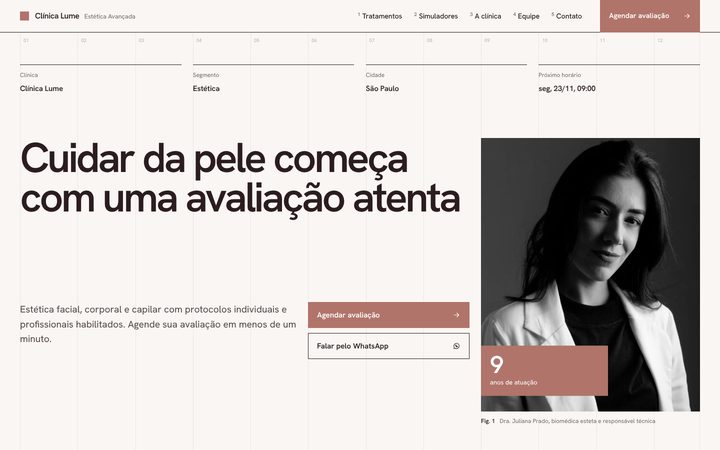 Clínica Lume Estética Avançada
1 Tratamentos 2 Simuladores 3 A clínica 4 Equipe 5 Contato
Agendar avaliação →
01 02 03 04 05 06 07 08 09 10 11 12
Clínica
Clínica Lume
Segmento
Estética
Cidade
São Paulo
Próximo horário
seg, 23/11, 09:00
Cuidar da pele começa
com uma avaliação atenta
Estética facial, corporal e capilar com protocolos individuais e
profissionais habilitados. Agende sua avaliação em menos de um
minuto.
Agendar avaliação →
Falar pelo WhatsApp
9
anos de atuação
Fig. 1 Dra. Juliana Prado, biomédica esteta e responsável técnica